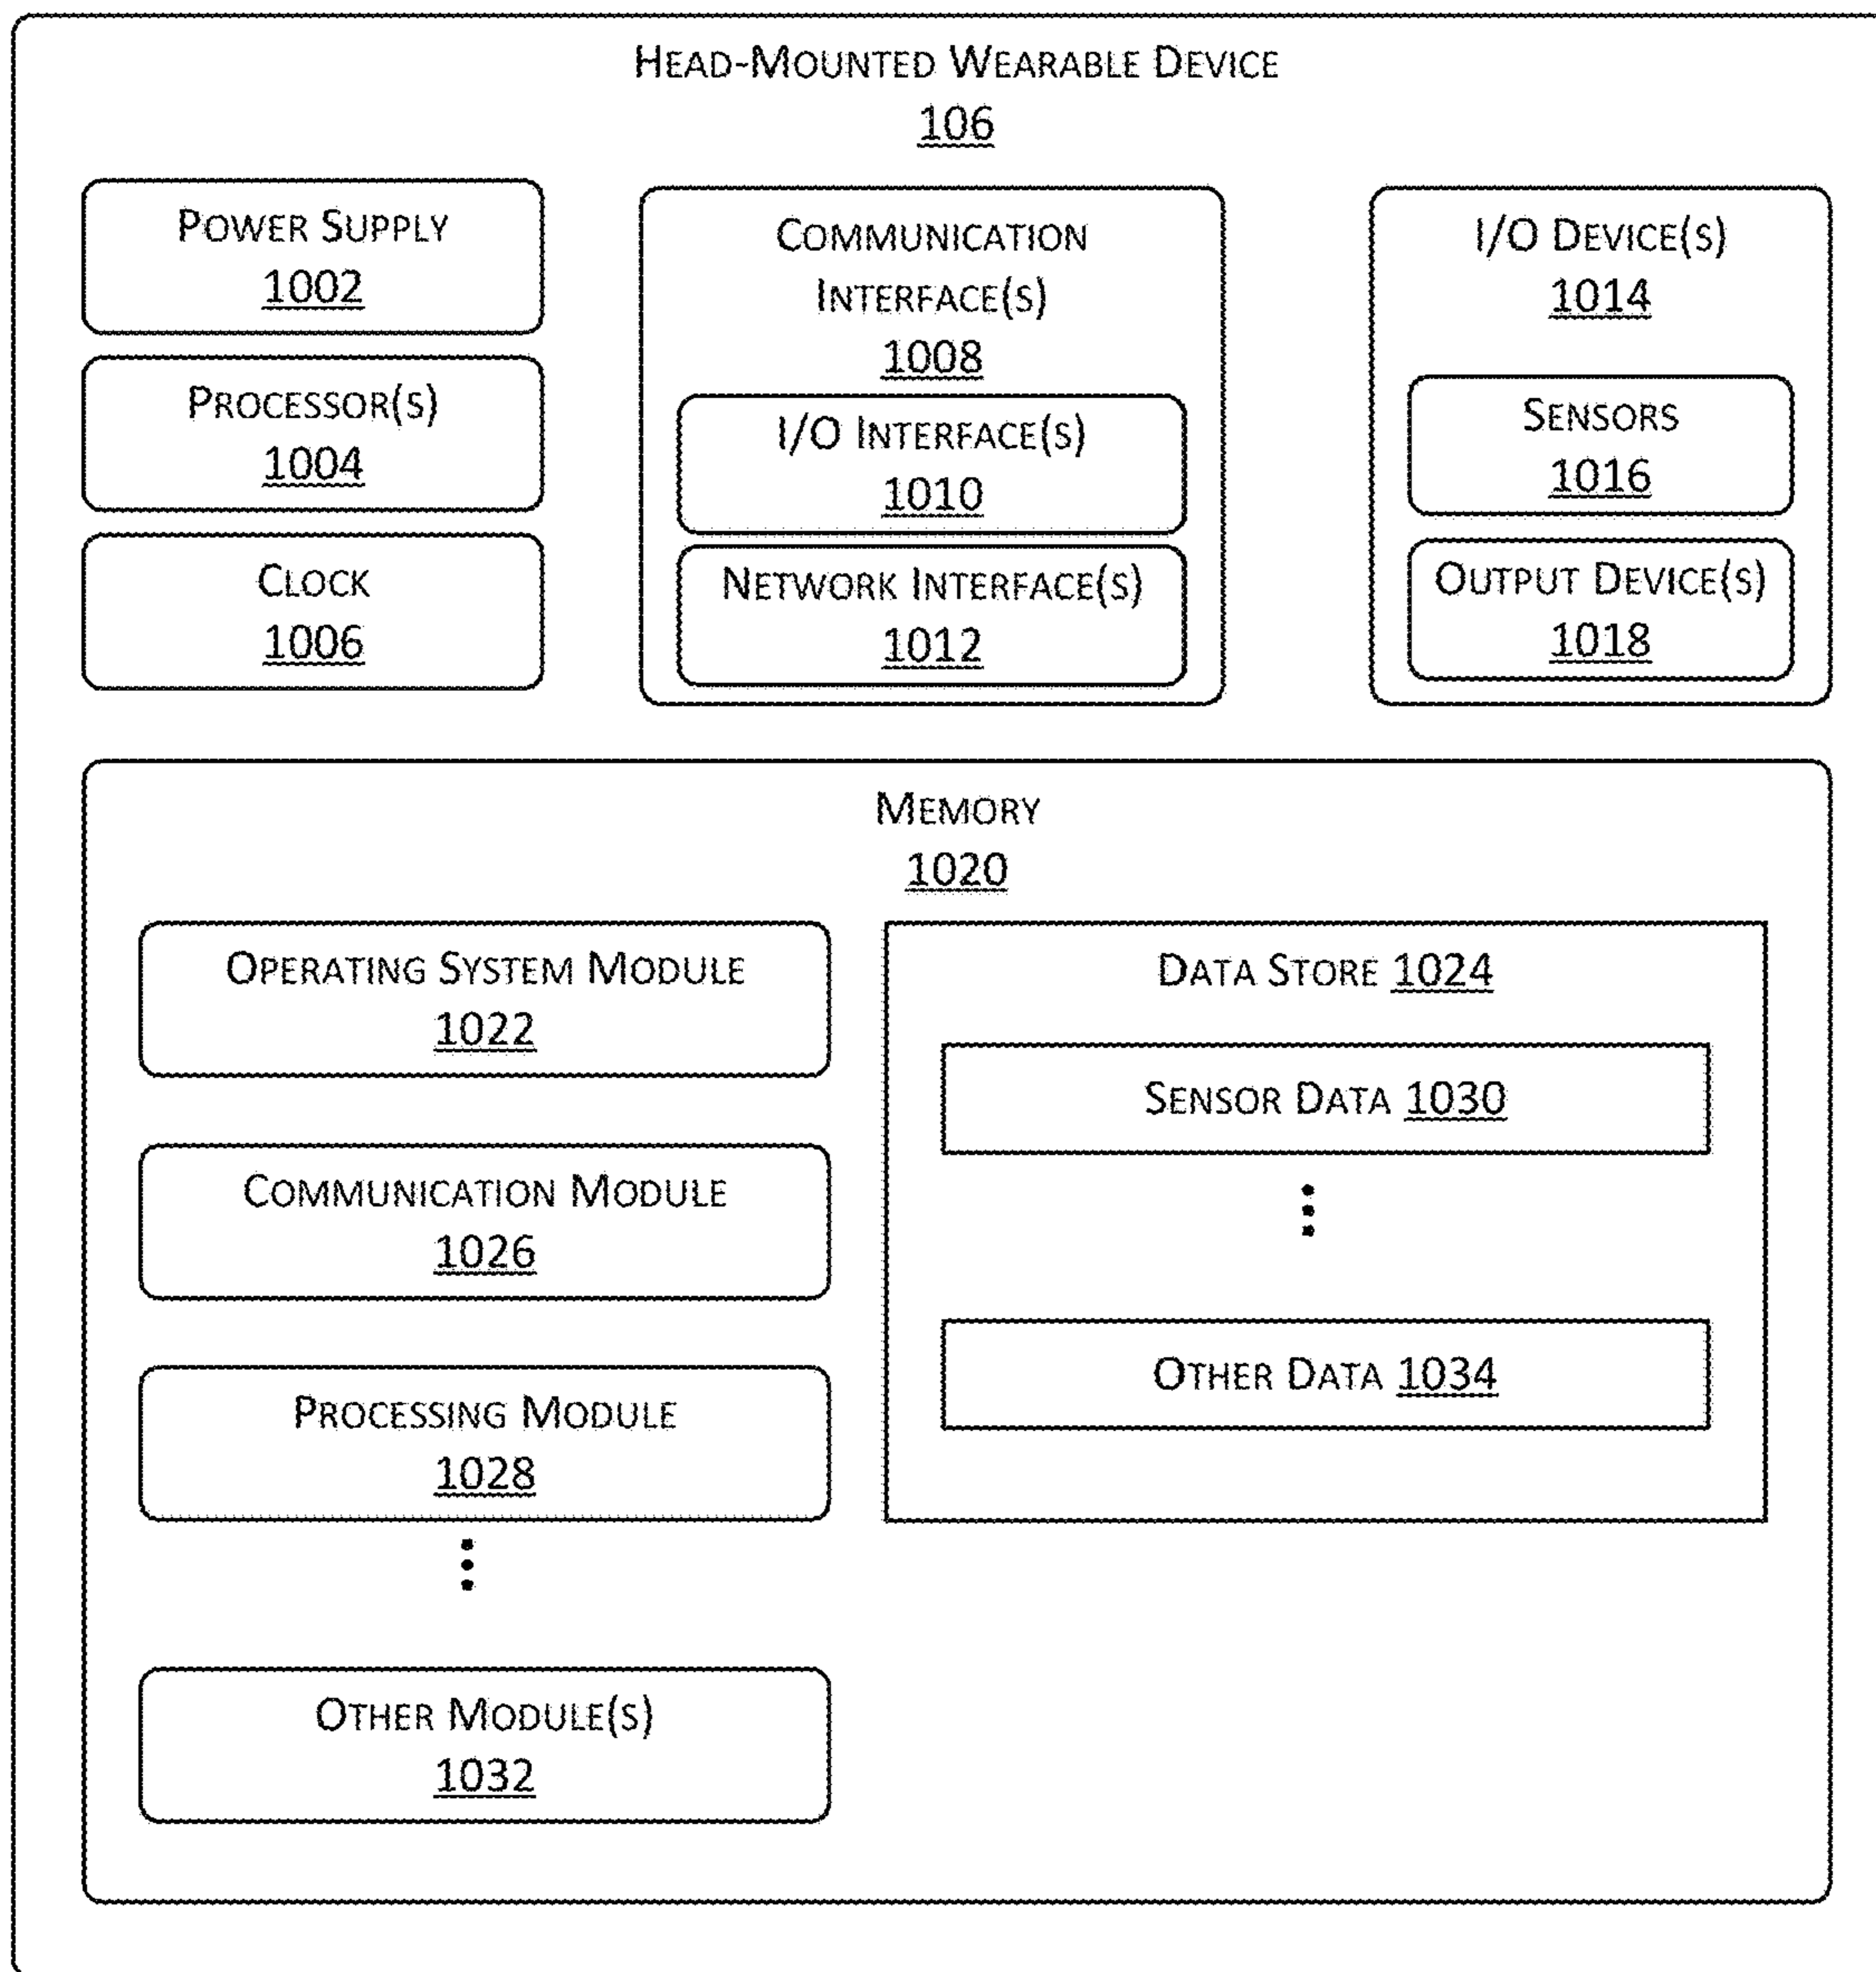 HEAD-MOUNTED WEARABLE DEVICE
106
POWER SUPPLY
1002
PROCESSOR(S)
1004
CLOCK
1006
COMMUNICATION
INTERFACE(S)
1008
I/O INTERFACE(S)
1010
NETWORK INTERFACE(S)
1012
I/O DEVICE(S)
1014
SENSORS
1016
OUTPUT DEVICE(S)
1018
MEMORY
1020
OPERATING SYSTEM MODULE
1022
COMMUNICATION MODULE
1026
PROCESSING MODULE
1028
OTHER MODULE(S)
1032
DATA STORE 1024
SENSOR DATA 1030
OTHER DATA 1034